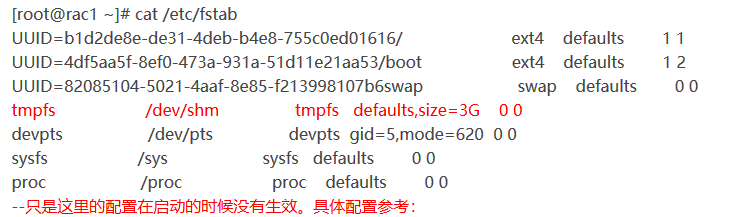 [root@rac1 ~]# cat /etc/fstab
UUID=b1d2de8e-de31-4deb-b4e8-755c0ed01616/ ext4 defaults 1 1
UUID=4df5aa5f-8ef0-473a-931a-51d11e21aa53/boot ext4 defaults 1 2
UUID=82085104-5021-4aaf-8e85-f213998107b6swap swap defaults 0 0
tmpfs /dev/shm tmpfs defaults,size=3G 0 0
devpts /dev/pts devpts gid=5,mode=620 0 0
sysfs /sys sysfs defaults 0 0
proc /proc proc defaults 0 0
--只是这里的配置在启动的时候没有生效。具体配置参考：